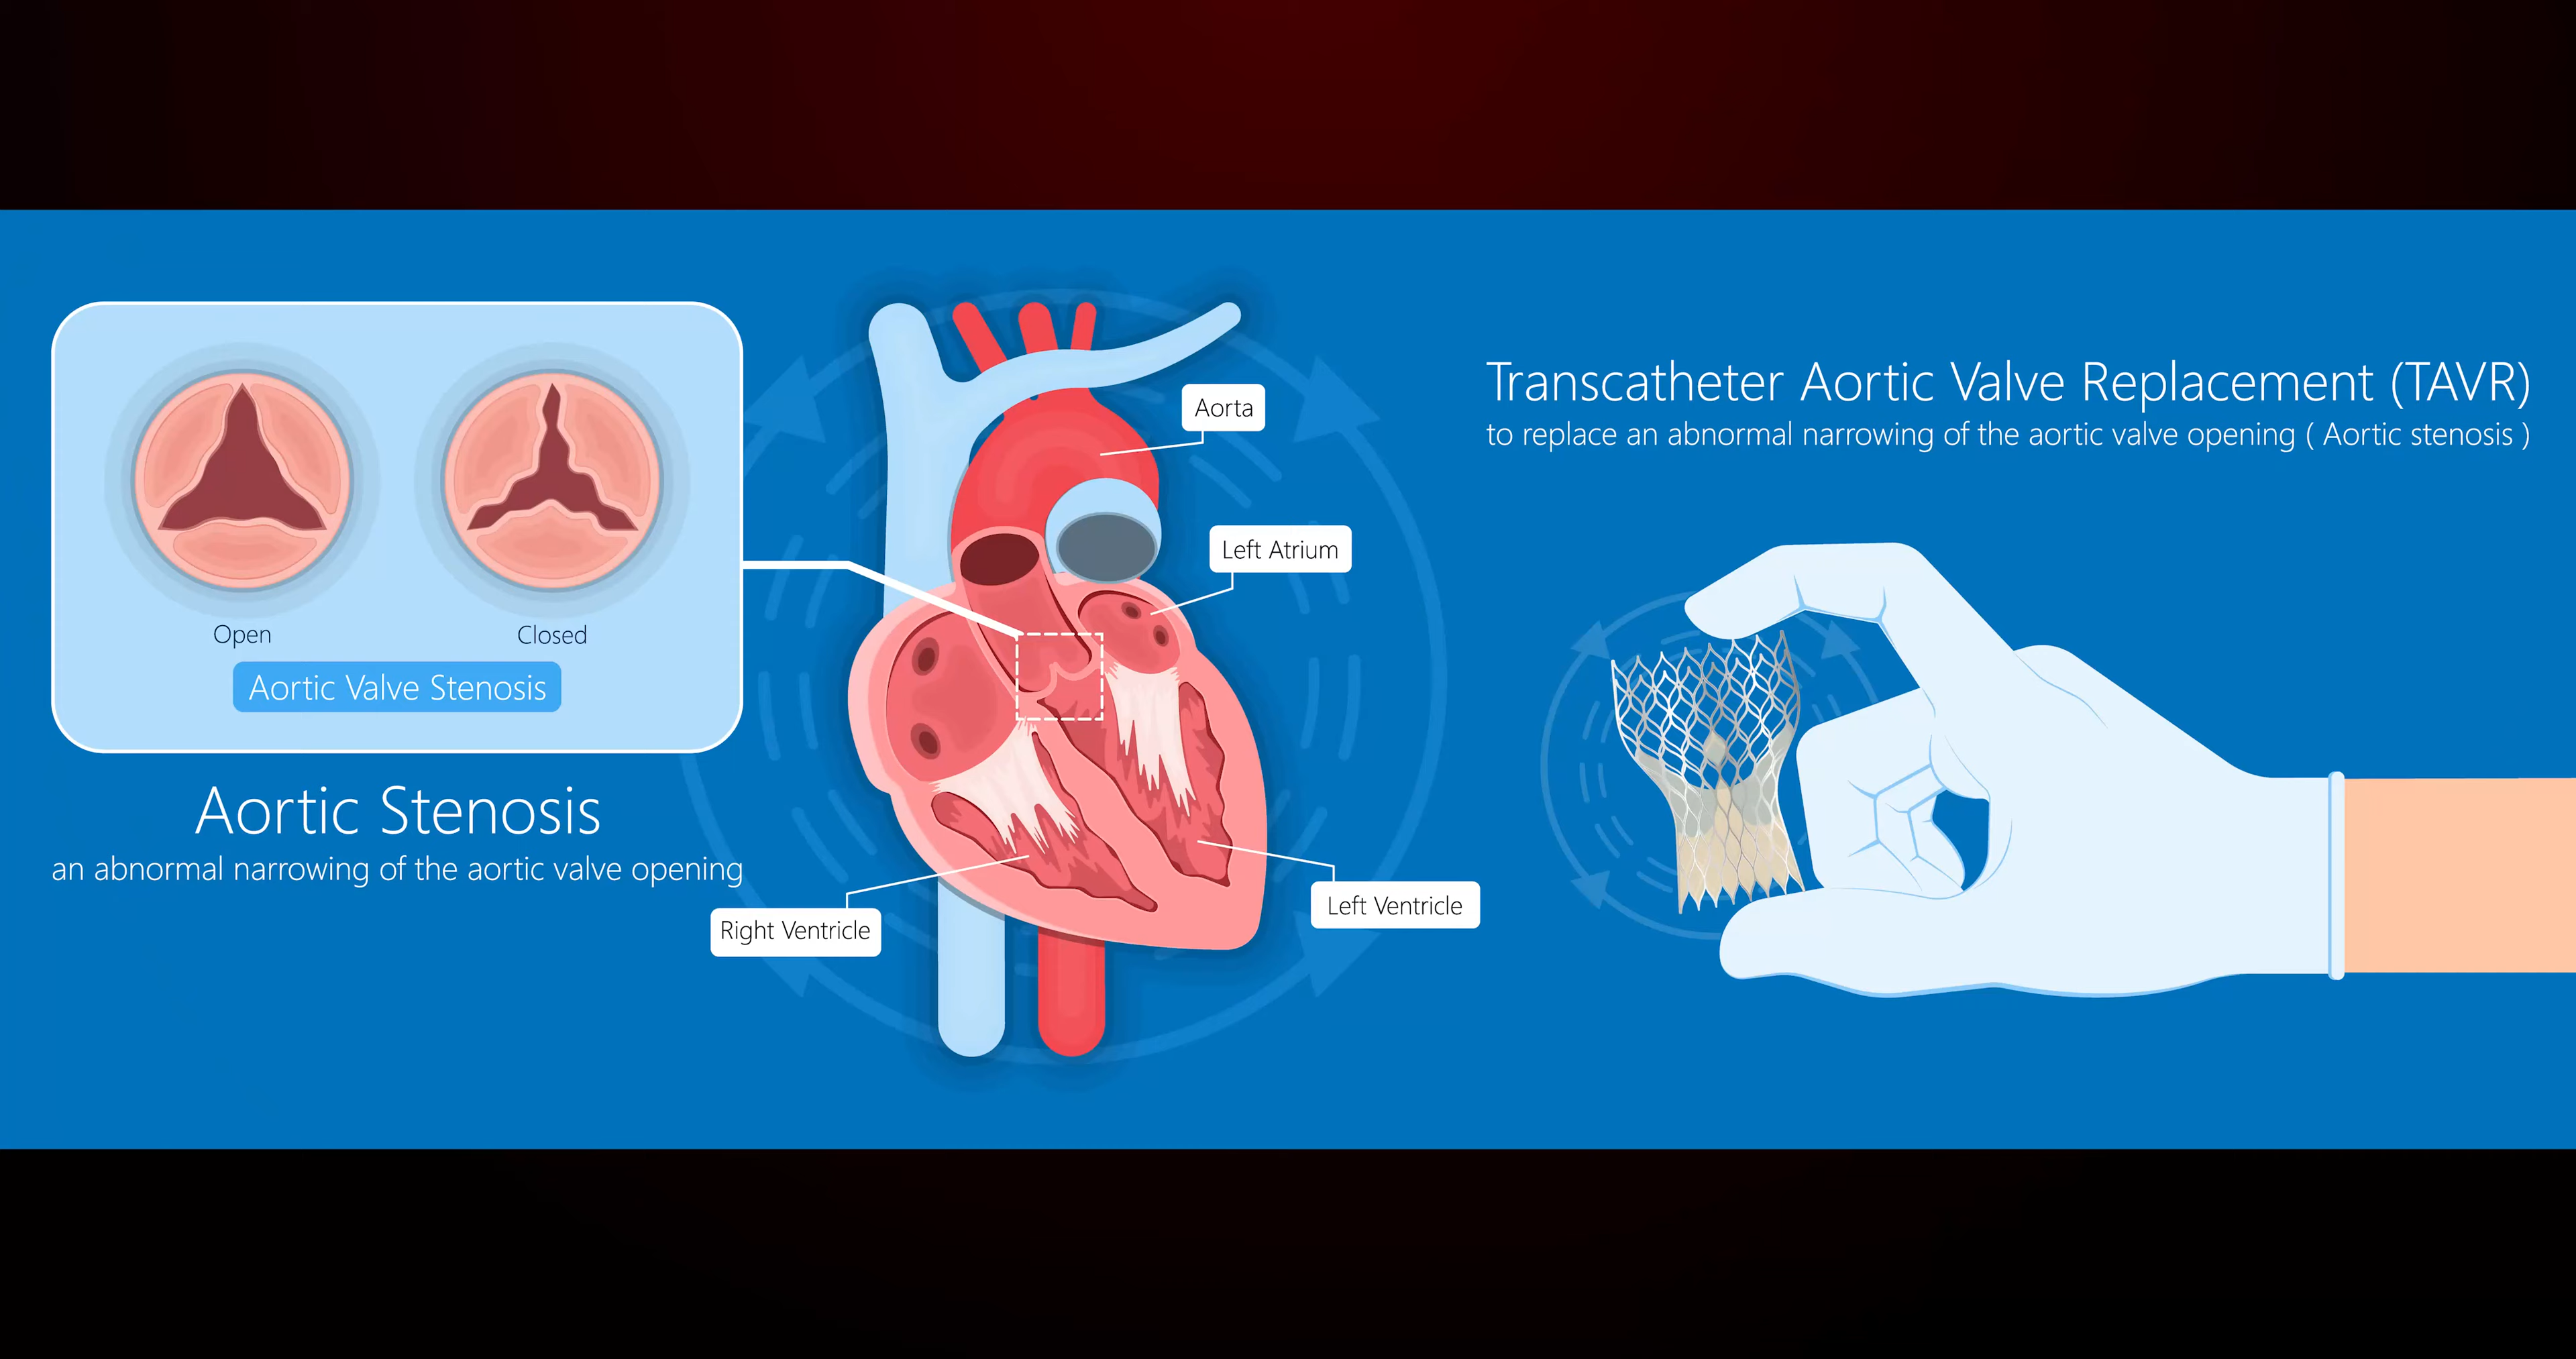 Open
Closed
Aortic Valve Stenosis
Aortic Stenosis
an abnormal narrowing of the aortic valve opening
Aorta
Left Atrium
Right Ventricle
Left Ventricle
Transcatheter Aortic Valve Replacement (TAVR)
to replace an abnormal narrowing of the aortic valve opening ( Aortic stenosis )